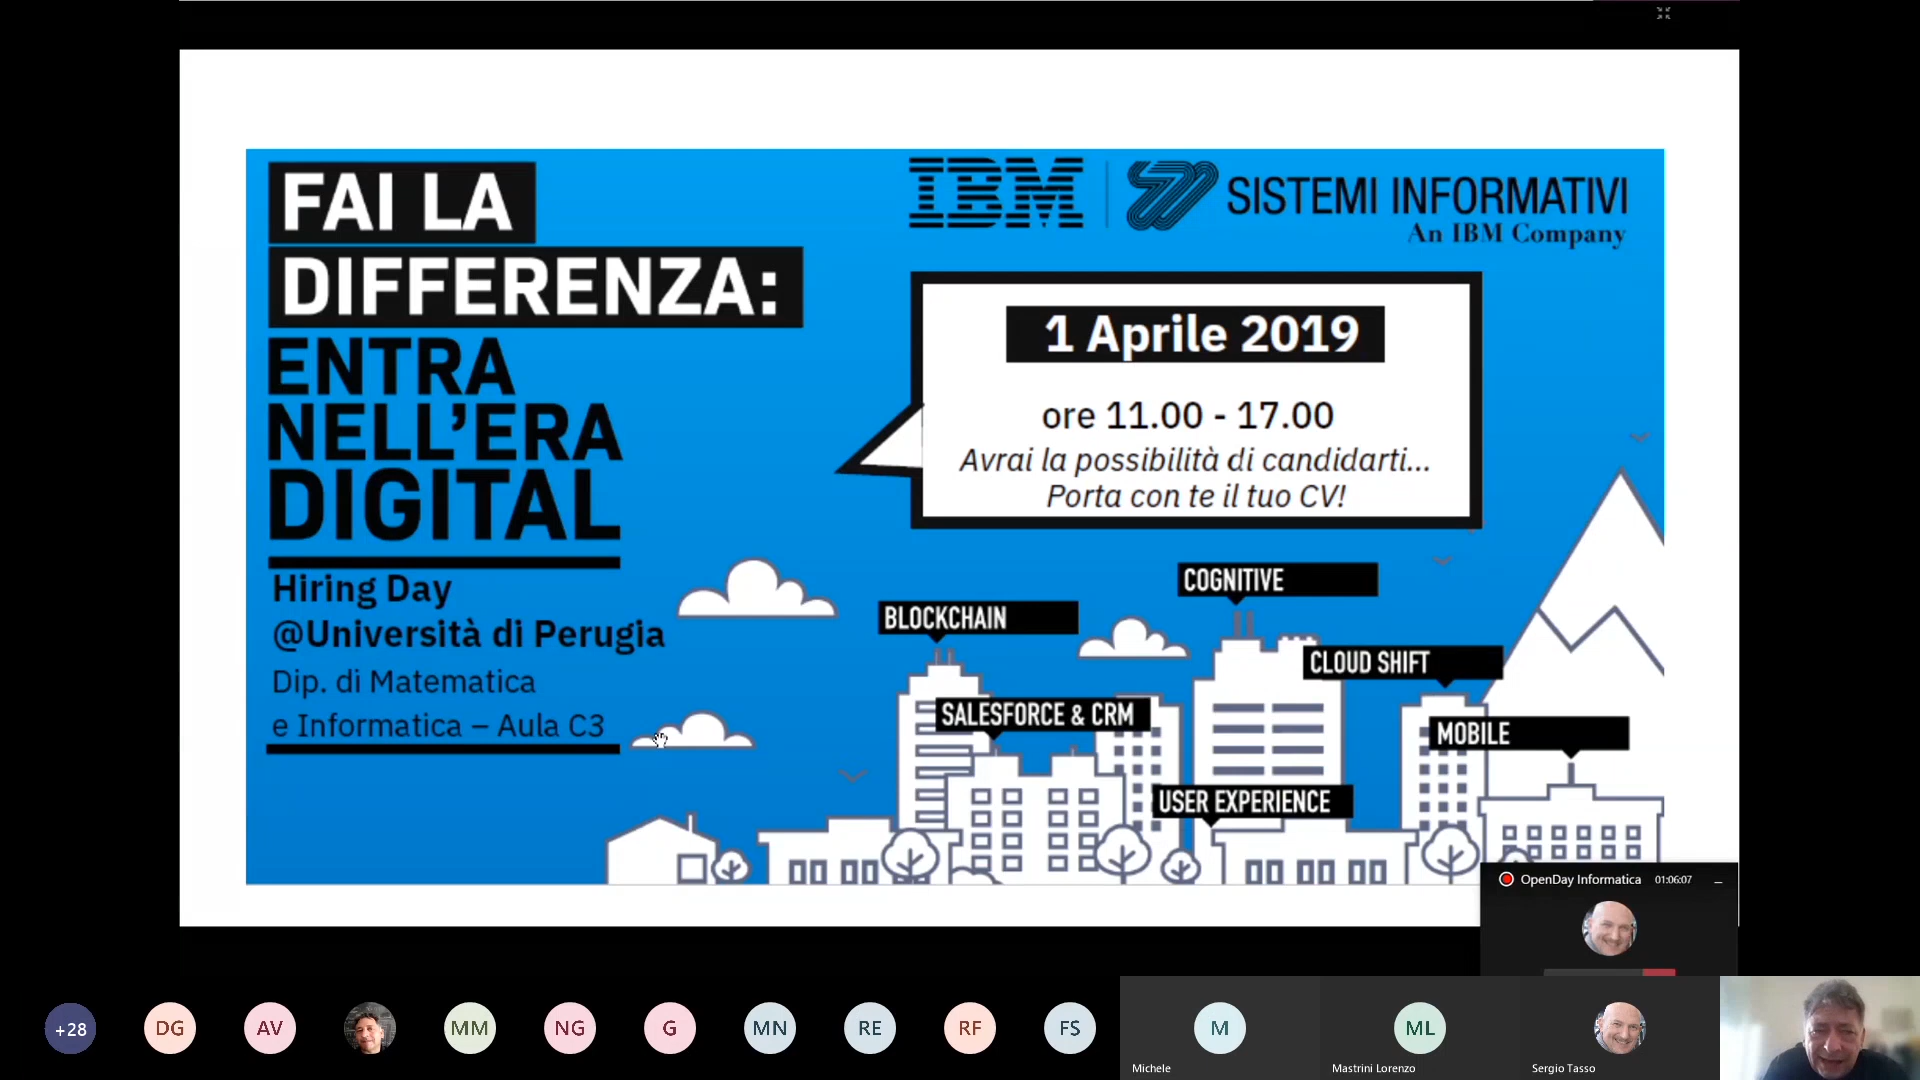 FAI LA
DIFFERENZA:
ENTRA
NELL'ERA
DIGITAL
Hiring Day
@Università di Perugia
Dip. di Matematica
e Informatica – Aula C3
IBM
SISTEMI INFORMATIVI
An IBM Company
1 Aprile 2019
ore 11.00 - 17.00
Avrai la possibilità di candidarti...
Porta con te il tuo CV!
COGNITIVE
BLOCKCHAIN
CLOUD SHIFT
SALESFORCE & CRM
MOBILE
USER EXPERIENCE
OpenDay Informatica 01:06:07
+28
DG
AV
MM
NG
G
MN
RE
RF
FS
M
Michele
ML
Mastrini Lorenzo
Sergio Tasso